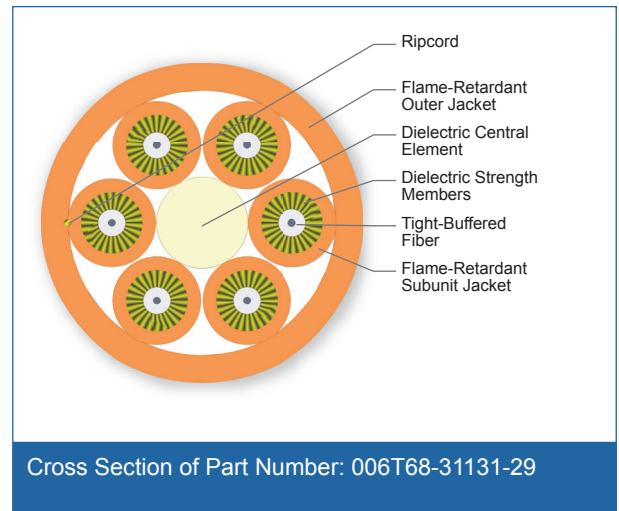 Ripcord
Flame-Retardant
Outer Jacket
Dielectric Central
Element
Dielectric Strength
Members
Tight-Buffered
Fiber
Flame-Retardant
Subunit Jacket
Cross Section of Part Number: 006T68-31131-29